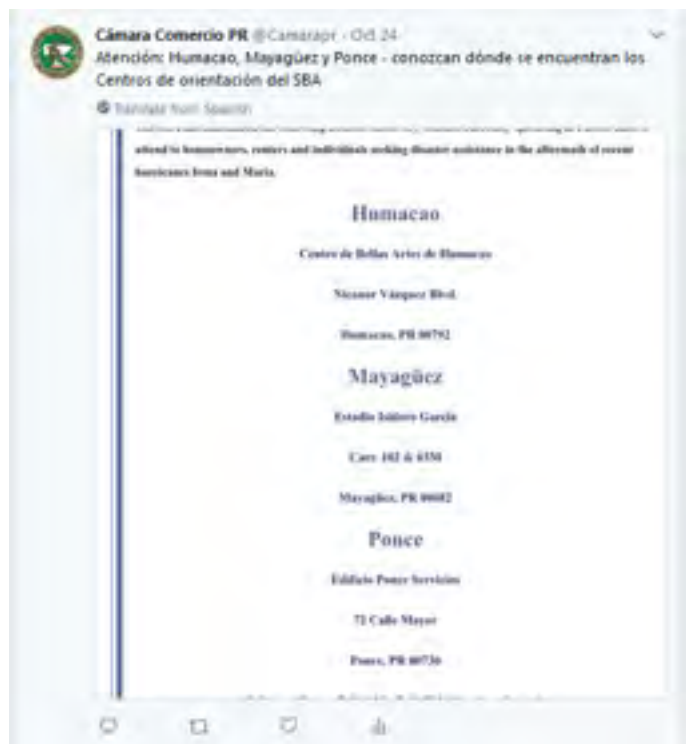 Cámara Comercio PR @Camarapr · Oct 24
Atención: Humacao, Mayagüez y Ponce - conozcan dónde se encuentran los
Centros de orientación del SBA
Translate from Spanish
attend to homeowners, renters and individuals seeking disaster assistance in the aftermath of recent
hurricanes Irma and Maria.
Humacao
Centro de Bellas Artes de Humacao
Nicanor Vázquez Blvd.
Humacao, PR 00792
Mayagüez
Estadio Isidoro García
Carr 102 &
Mayagüez, PR 00682
Ponce
Edificio Ponce Servicios
72 Calle Mayor
Ponce, PR 00730